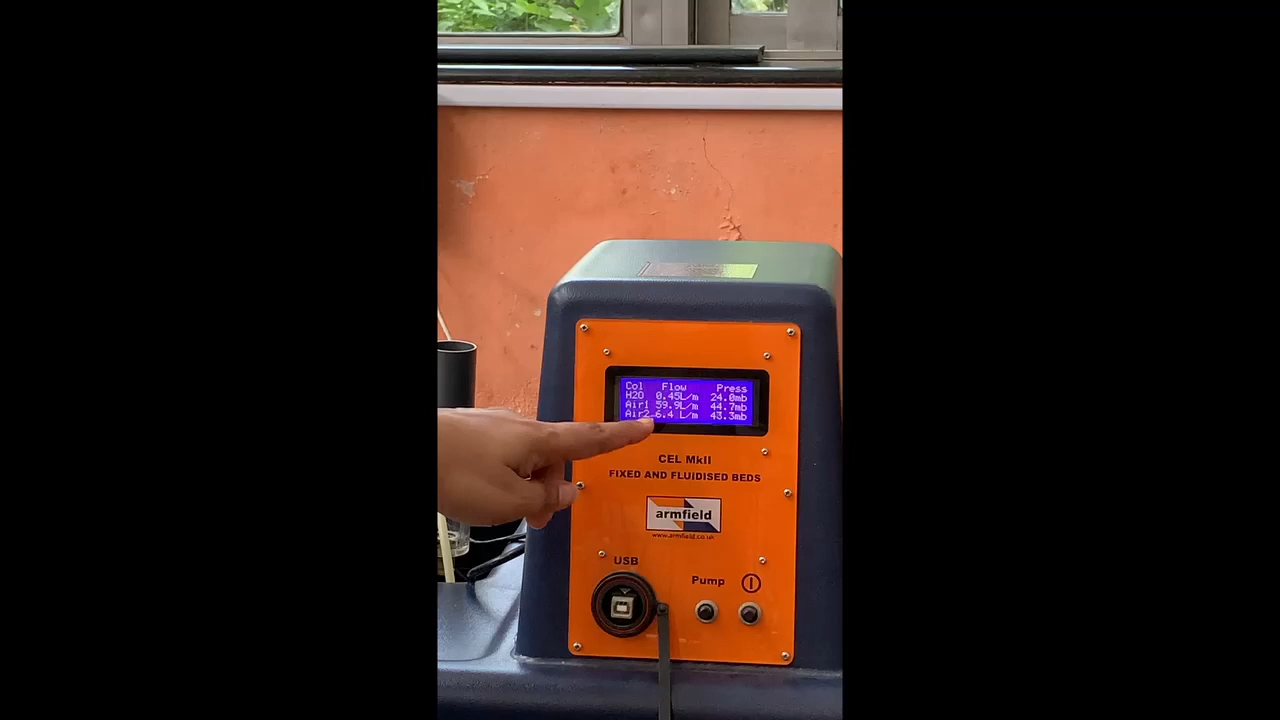 Col Flow Press
H2O 0.45L/m 24.0mb
Air1 59.9L/m 44.7mb
Air2 6.4 L/m 43.3mb
CEL MkII
FIXED AND FLUIDISED BEDS
armfield
www.armfield.co.uk
USB
Pump